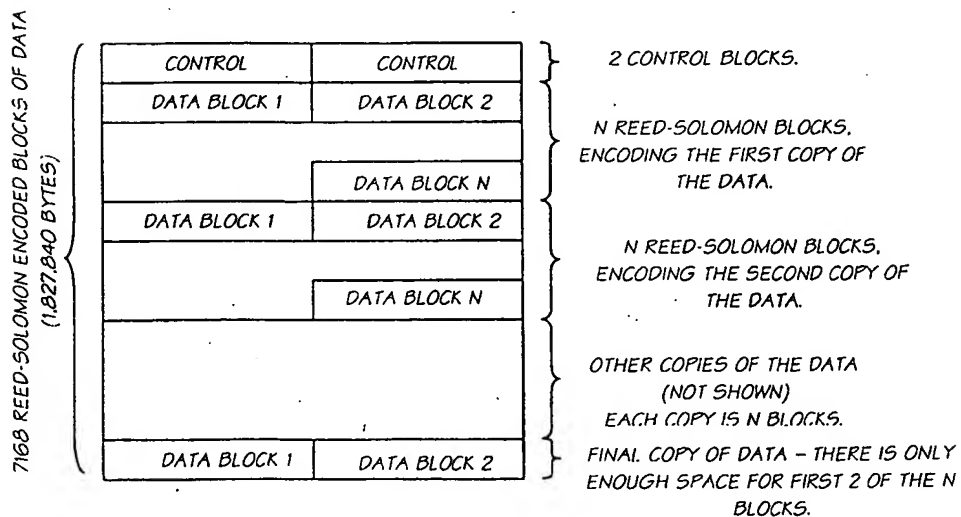 7168 REED-SOLOMON ENCODED BLOCKS OF DATA
(1,827,840 BYTES)
CONTROL CONTROL
2 CONTROL BLOCKS.
DATA BLOCK 1 DATA BLOCK 2
N REED-SOLOMON BLOCKS,
ENCODING THE FIRST COPY OF
THE DATA.
DATA BLOCK N
DATA BLOCK 1 DATA BLOCK 2
N REED-SOLOMON BLOCKS,
ENCODING THE SECOND COPY OF
THE DATA.
DATA BLOCK N
OTHER COPIES OF THE DATA
(NOT SHOWN)
EACH COPY IS N BLOCKS.
DATA BLOCK 1 DATA BLOCK 2
FINAL COPY OF DATA – THERE IS ONLY
ENOUGH SPACE FOR FIRST 2 OF THE N
BLOCKS.